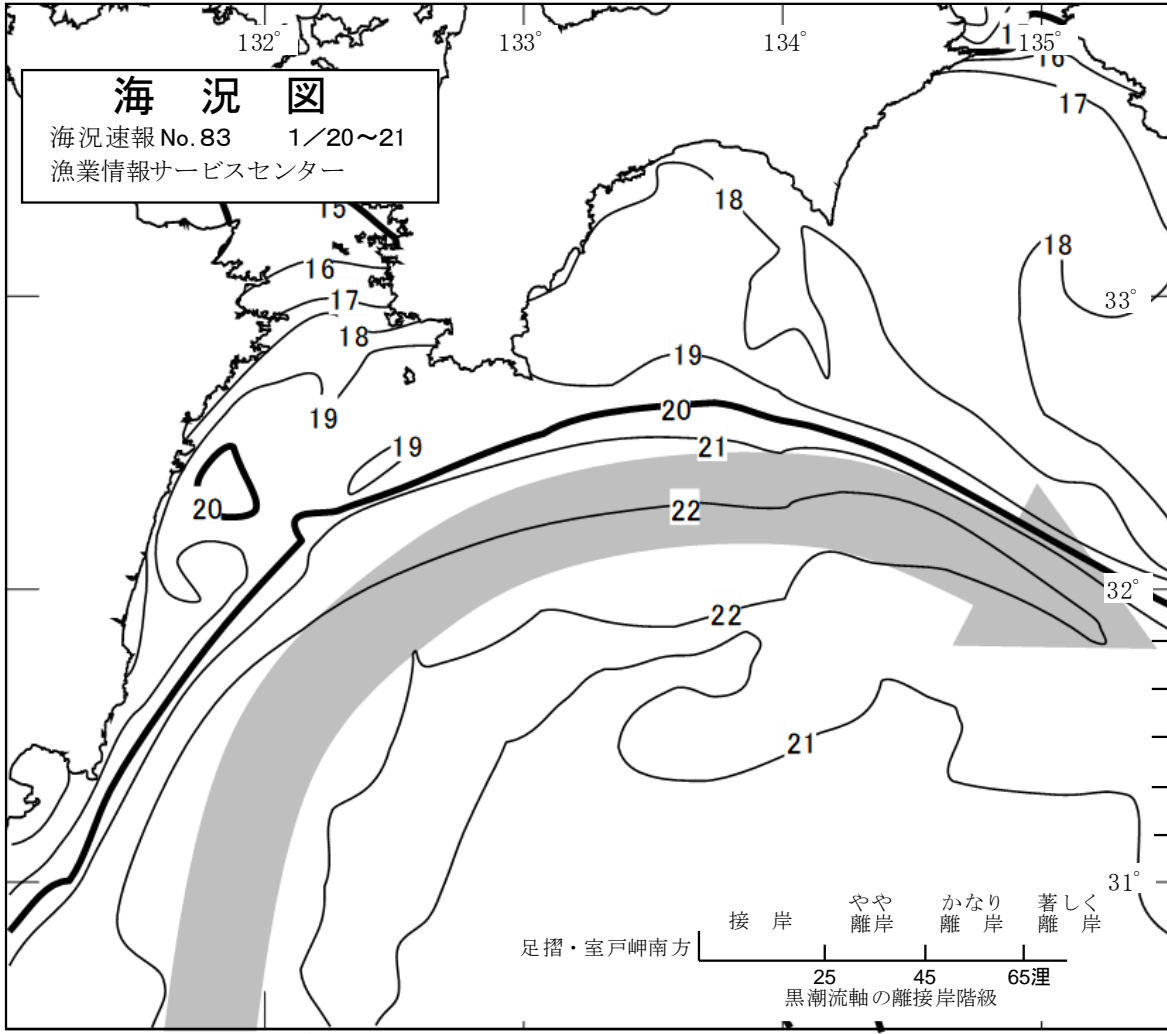 132° 133° 134° 135°
海 況 図
海況速報 No. 83 1／20～21
漁業情報サービスセンター
16
17
15
18
18
16
33°
17
18
19
19
19
20
21
20
22
32°
22
21
31°
接 岸
やや
離岸
かなり
離 岸
著しく
離 岸
足摺・室戸岬南方
25 45 65浬
黒潮流軸の離接岸階級